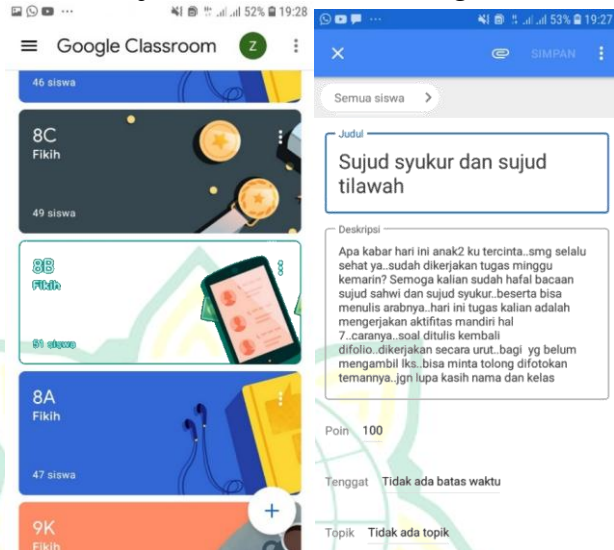 52% 19:28
Google Classroom
Z
46 siswa
8C
Fikih
49 siswa
8B
Fikih
51 siswa
8A
Fikih
47 siswa
9K
Fikih
53% 19:27
SIMPAN
Semua siswa
Judul
Sujud syukur dan sujud
tilawah
Deskripsi
Apa kabar hari ini anak2 ku tercinta..smg selalu
sehat ya..sudah dikerjakan tugas minggu
kemarin? Semoga kalian sudah hafal bacaan
sujud sahwi dan sujud syukur..beserta bisa
menulis arabnya..hari ini tugas kalian adalah
mengerjakan aktifitas mandiri hal
7..caranya..soal ditulis kembali
difolio..dikerjakan secara urut..bagi yg belum
mengambil lks..bisa minta tolong difotokan
temannya..jgn lupa kasih nama dan kelas
Poin 100
Tenggat Tidak ada batas waktu
Topik Tidak ada topik